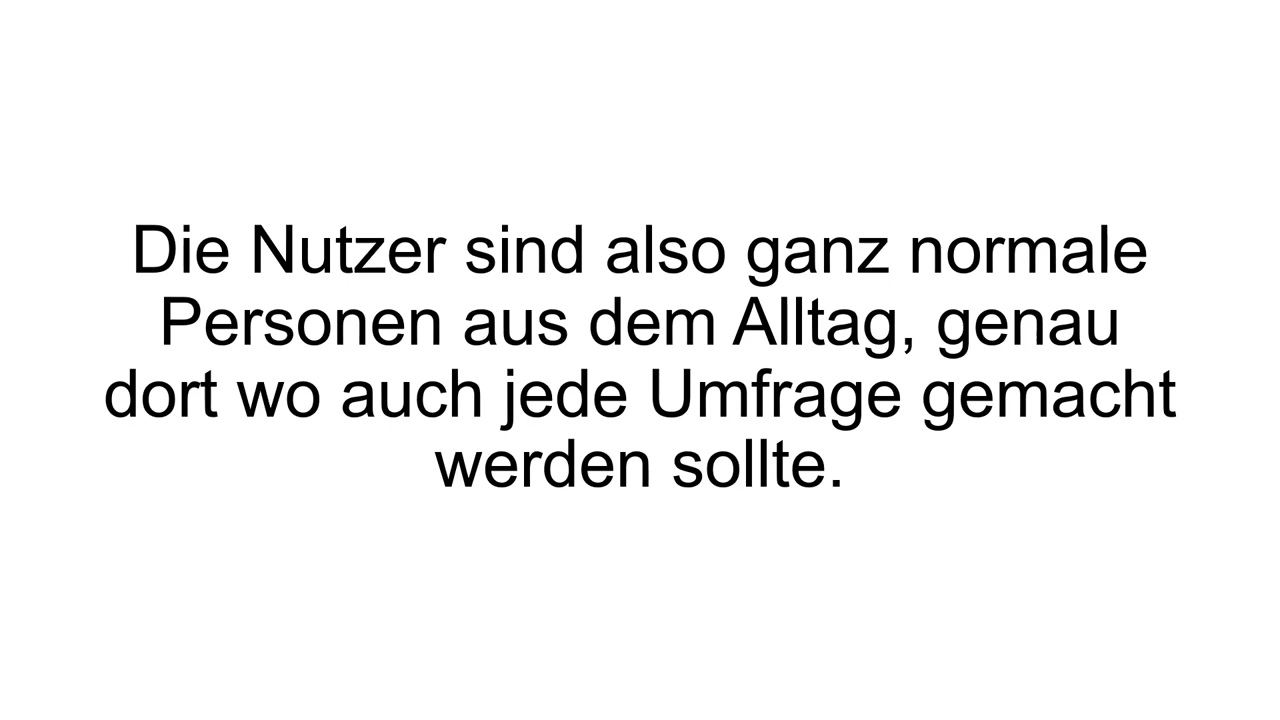 Die Nutzer sind also ganz normale
Personen aus dem Alltag, genau
dort wo auch jede Umfrage gemacht
werden sollte.